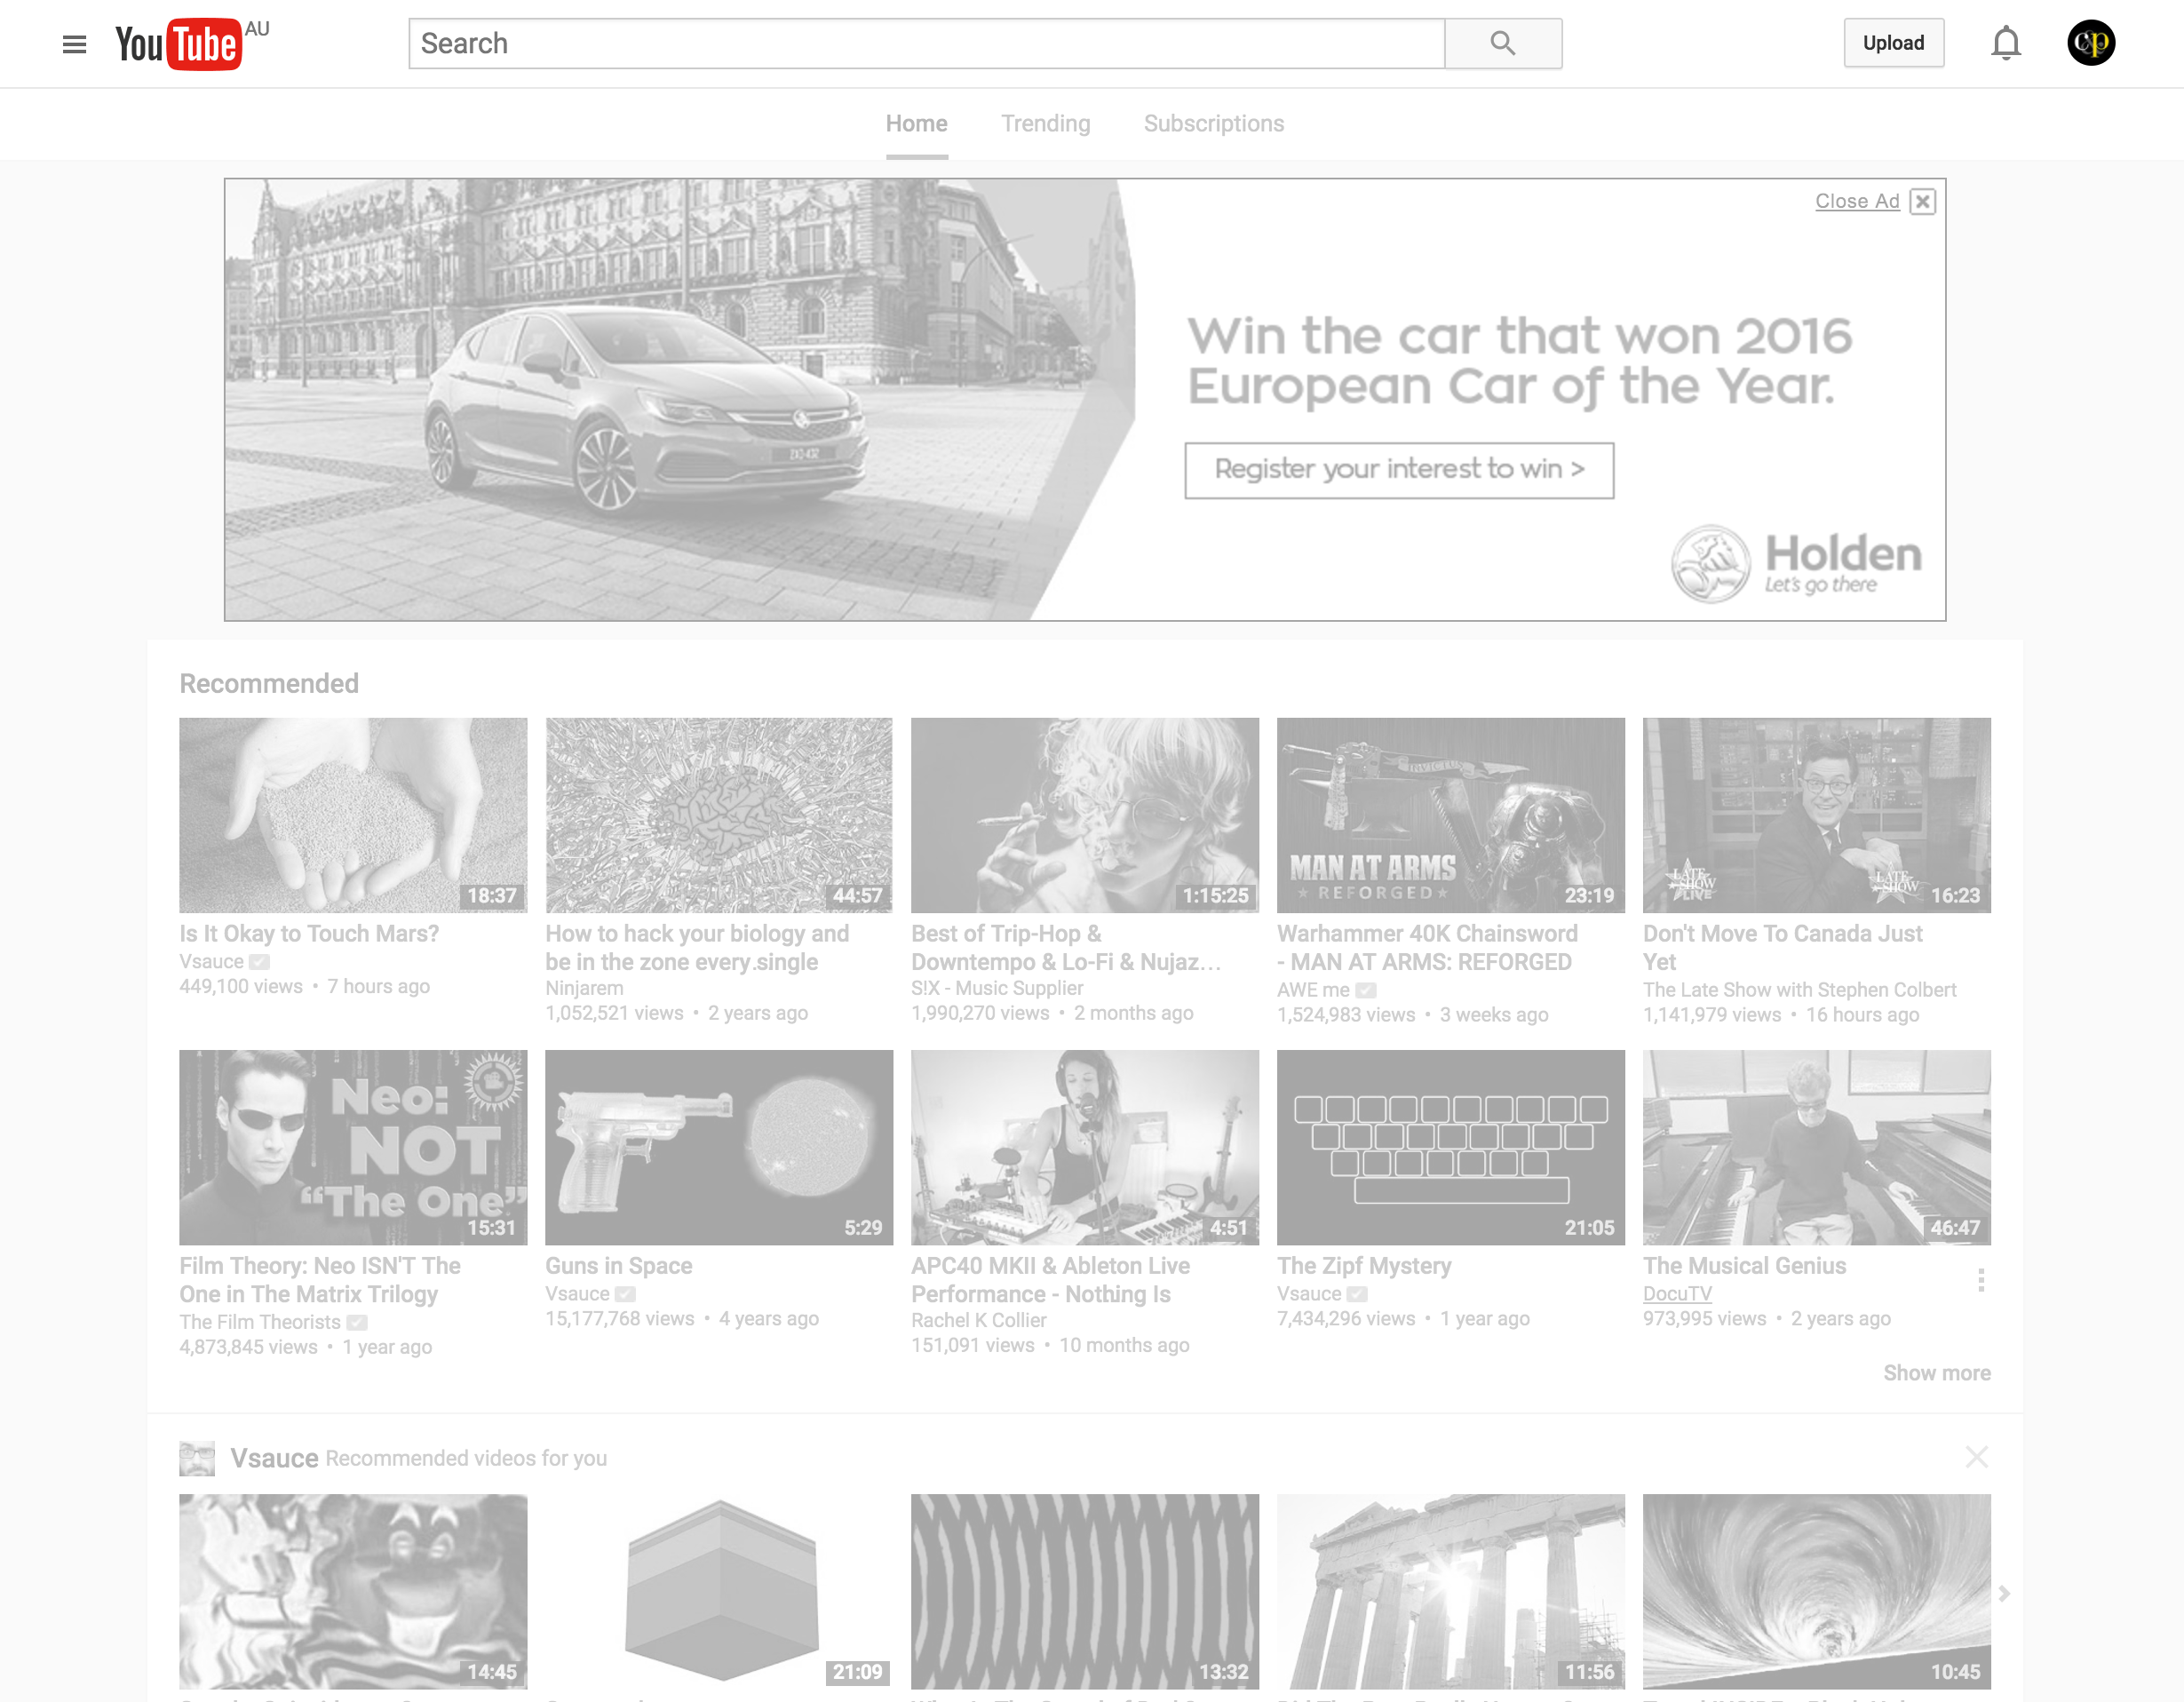 YouTube AU
Search
Upload
Home Trending Subscriptions
Close Ad
Win the car that won 2016
European Car of the Year.
Register your interest to win >
Holden
Let's go there
Recommended
18:37
Is It Okay to Touch Mars?
Vsauce
449,100 views • 7 hours ago
44:57
How to hack your biology and
be in the zone every.single
Ninjarem
1,052,521 views • 2 years ago
1:15:25
Best of Trip-Hop &
Downtempo & Lo-Fi & Nujaz...
S!X - Music Supplier
1,990,270 views • 2 months ago
INVICTUS
MAN AT ARMS
REFORGED
23:19
Warhammer 40K Chainsword
- MAN AT ARMS: REFORGED
AWE me
1,524,983 views • 3 weeks ago
LATE
SHOW
LIVE
LATE
SHOW
16:23
Don't Move To Canada Just
Yet
The Late Show with Stephen Colbert
1,141,979 views • 16 hours ago
Neo:
NOT
“The One”
15:31
Film Theory: Neo ISN'T The
One in The Matrix Trilogy
The Film Theorists
4,873,845 views • 1 year ago
5:29
Guns in Space
Vsauce
15,177,768 views • 4 years ago
4:51
APC40 MKII & Ableton Live
Performance - Nothing Is
Rachel K Collier
151,091 views • 10 months ago
21:05
The Zipf Mystery
Vsauce
7,434,296 views • 1 year ago
46:47
The Musical Genius
DocuTV
973,995 views • 2 years ago
Show more
Vsauce Recommended videos for you
14:45
21:09
13:32
11:56
10:45